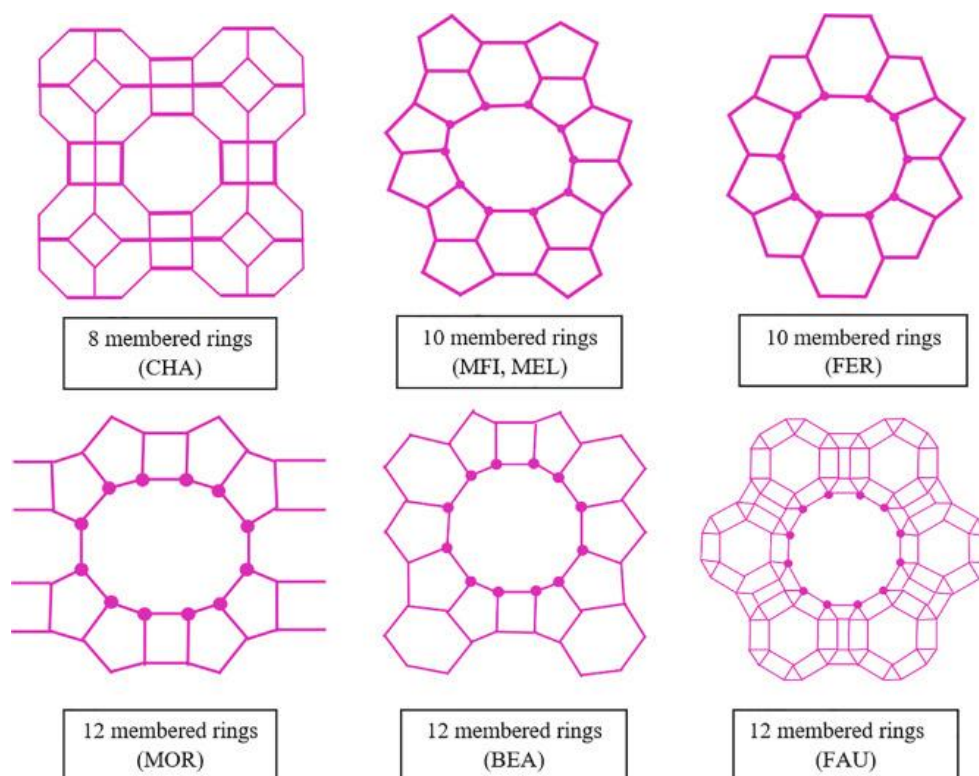 8 membered rings
(CHA)
10 membered rings
(MFI, MEL)
10 membered rings
(FER)
12 membered rings
(MOR)
12 membered rings
(BEA)
12 membered rings
(FAU)